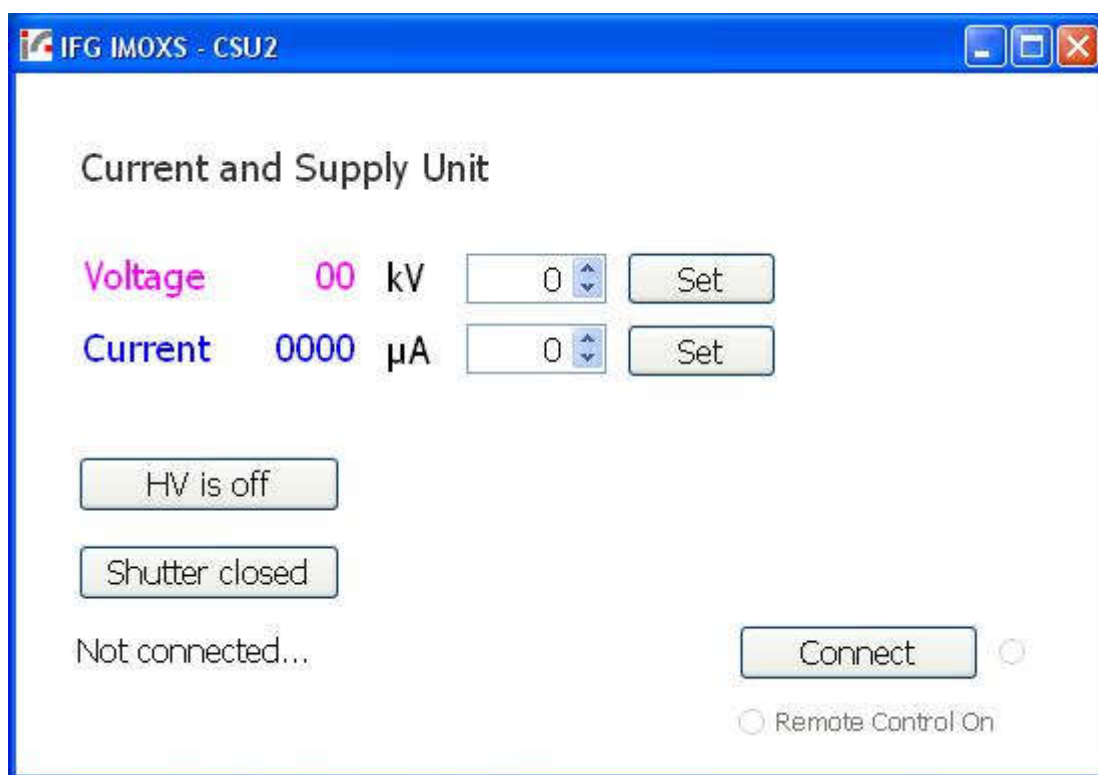 IFG IMOXS - CSU2
Current and Supply Unit
Voltage 00 kV 0 Set
Current 0000 µA 0 Set
HV is off
Shutter closed
Not connected... Connect
Remote Control On